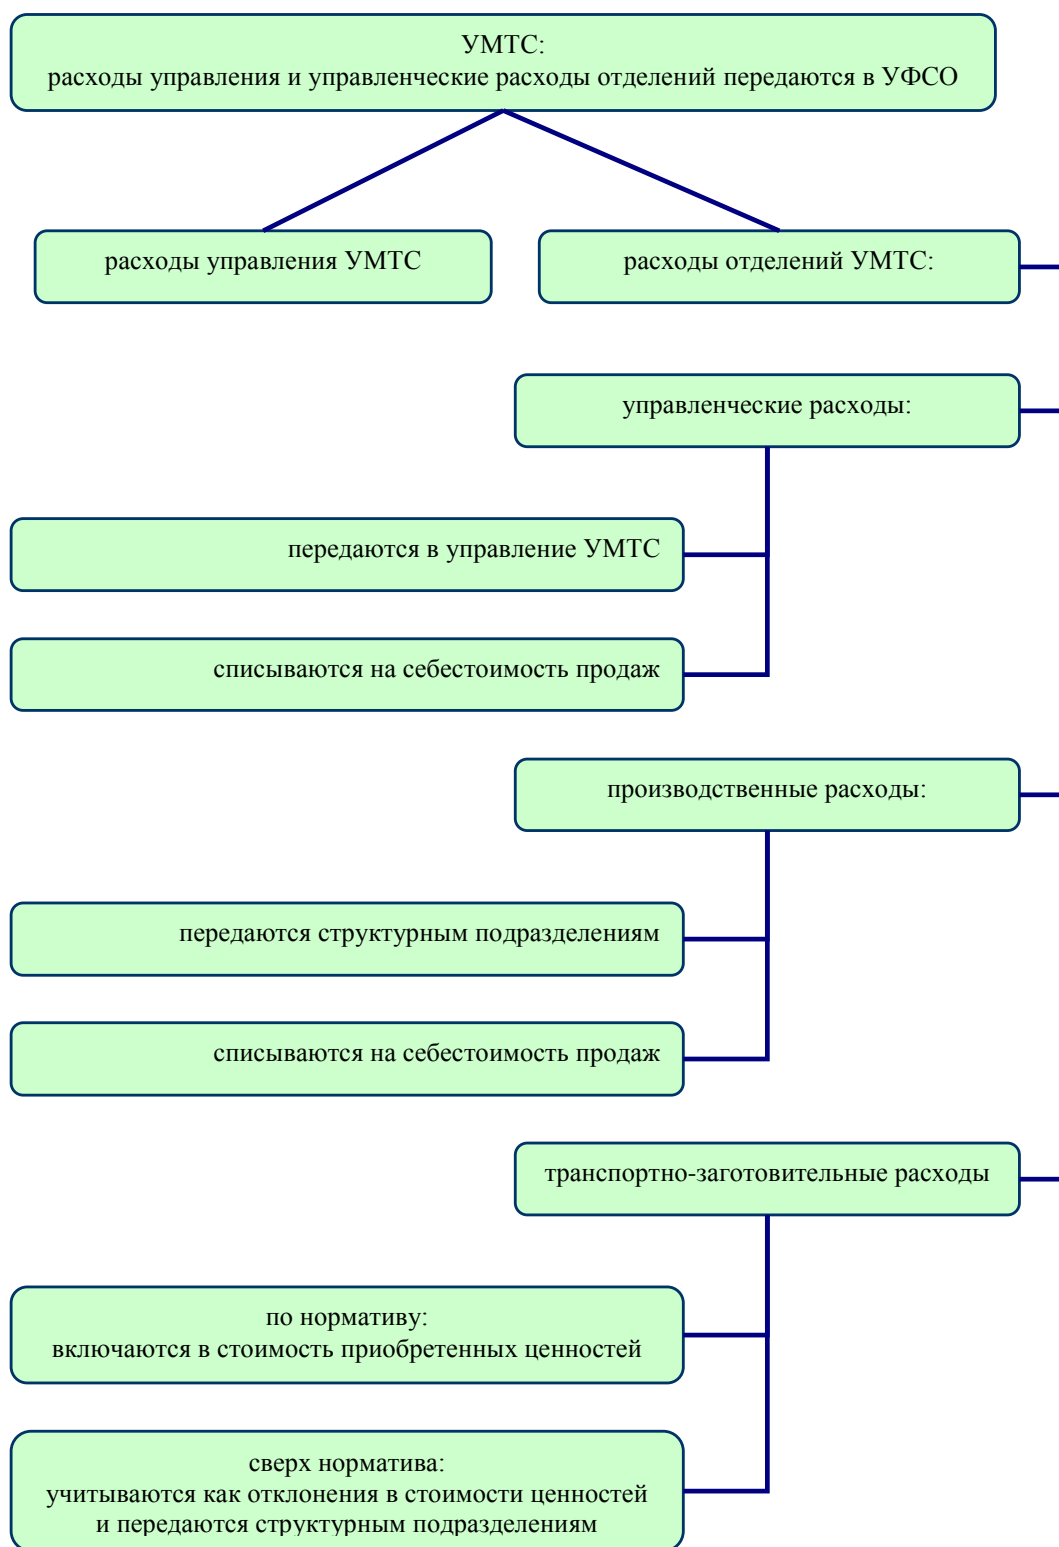 УМТС:
расходы управления и управленческие расходы отделений передаются в УФСО
расходы управления УМТС
расходы отделений УМТС:
управленческие расходы:
передаются в управление УМТС
списываются на себестоимость продаж
производственные расходы:
передаются структурным подразделениям
списываются на себестоимость продаж
транспортно-заготовительные расходы
по нормативу:
включаются в стоимость приобретенных ценностей
сверх норматива:
учитываются как отклонения в стоимости ценностей
и передаются структурным подразделениям